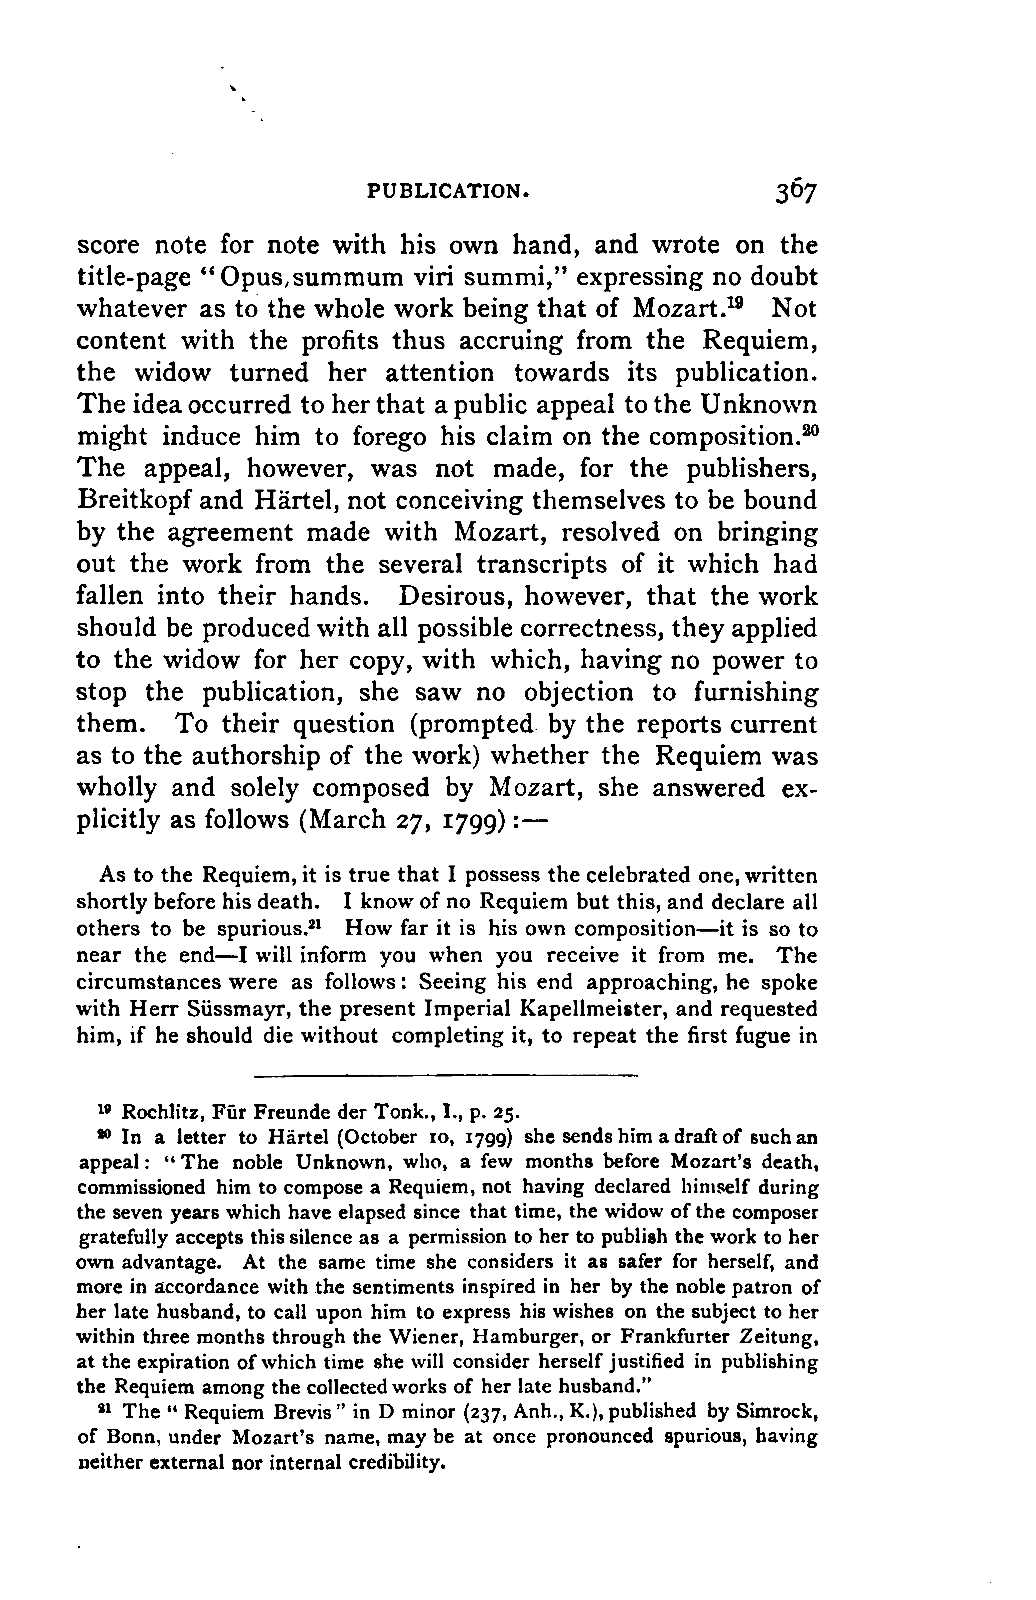 PUBLICATION. 367
score note for note with his own hand, and wrote on the
title-page “Opus, summum viri summi,” expressing no doubt
whatever as to the whole work being that of Mozart.¹⁹ Not
content with the profits thus accruing from the Requiem,
the widow turned her attention towards its publication.
The idea occurred to her that a public appeal to the Unknown
might induce him to forego his claim on the composition.²⁰
The appeal, however, was not made, for the publishers,
Breitkopf and Härtel, not conceiving themselves to be bound
by the agreement made with Mozart, resolved on bringing
out the work from the several transcripts of it which had
fallen into their hands. Desirous, however, that the work
should be produced with all possible correctness, they applied
to the widow for her copy, with which, having no power to
stop the publication, she saw no objection to furnishing
them. To their question (prompted by the reports current
as to the authorship of the work) whether the Requiem was
wholly and solely composed by Mozart, she answered ex-
plicitly as follows (March 27, 1799) :—
As to the Requiem, it is true that I possess the celebrated one, written
shortly before his death. I know of no Requiem but this, and declare all
others to be spurious.²¹ How far it is his own composition—it is so to
near the end—I will inform you when you receive it from me. The
circumstances were as follows: Seeing his end approaching, he spoke
with Herr Süssmayr, the present Imperial Kapellmeister, and requested
him, if he should die without completing it, to repeat the first fugue in
¹⁹ Rochlitz, Für Freunde der Tonk., I., p. 25.
²⁰ In a letter to Härtel (October 10, 1799) she sends him a draft of such an
appeal: “The noble Unknown, who, a few months before Mozart’s death,
commissioned him to compose a Requiem, not having declared himself during
the seven years which have elapsed since that time, the widow of the composer
gratefully accepts this silence as a permission to her to publish the work to her
own advantage. At the same time she considers it as safer for herself, and
more in accordance with the sentiments inspired in her by the noble patron of
her late husband, to call upon him to express his wishes on the subject to her
within three months through the Wiener, Hamburger, or Frankfurter Zeitung,
at the expiration of which time she will consider herself justified in publishing
the Requiem among the collected works of her late husband.”
²¹ The “Requiem Brevis” in D minor (237, Anh., K.), published by Simrock,
of Bonn, under Mozart’s name, may be at once pronounced spurious, having
neither external nor internal credibility.